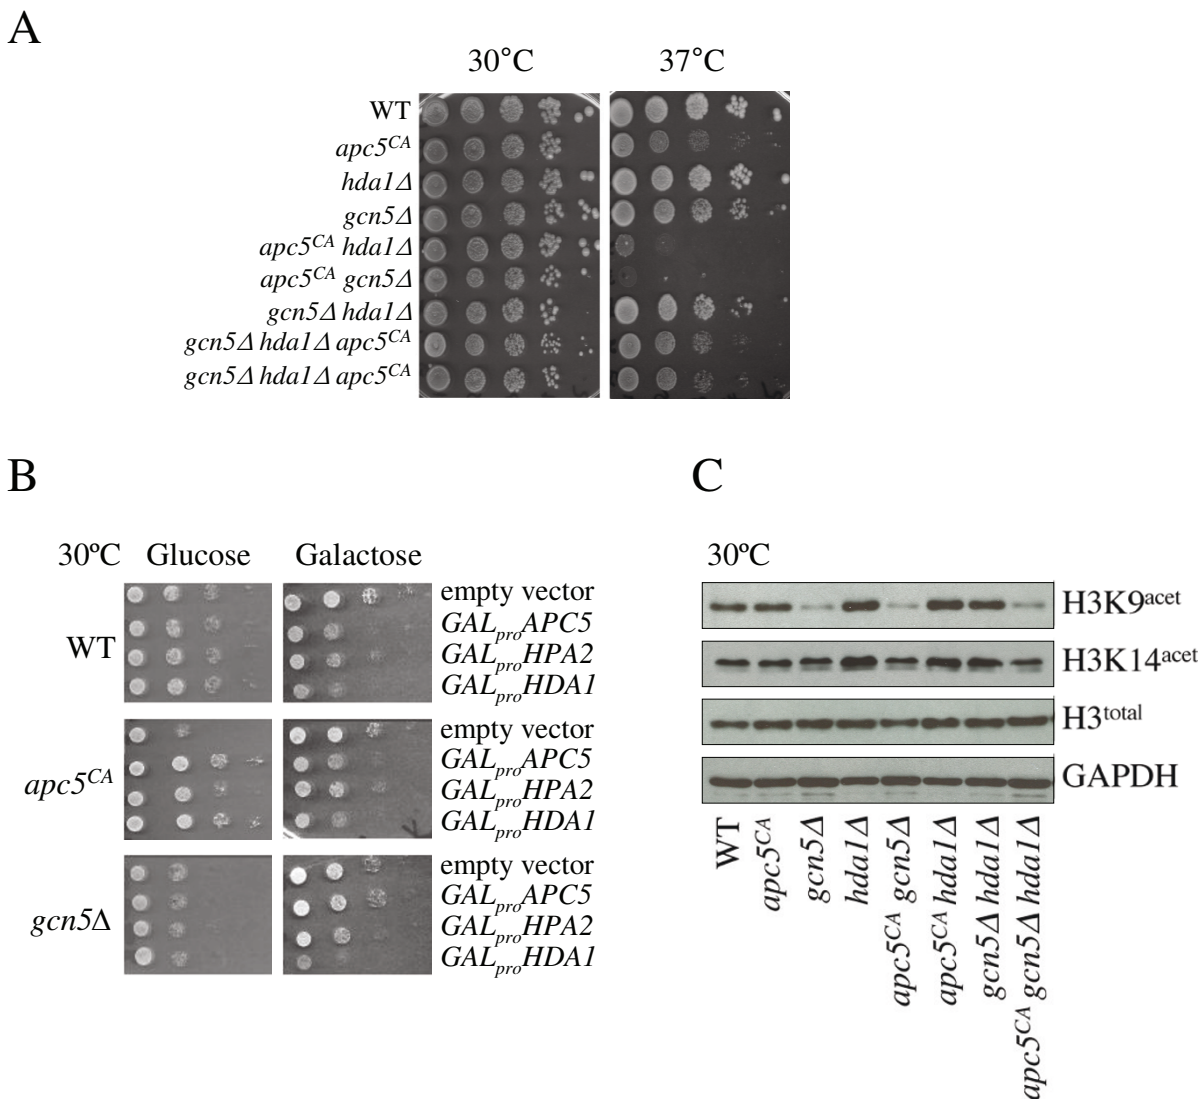 A
30°C 37°C
WT
apc5CA
hda1Δ
gcn5Δ
apc5CA hda1Δ
apc5CA gcn5Δ
gcn5Δ hda1Δ
gcn5Δ hda1Δ apc5CA
gcn5Δ hda1Δ apc5CA
B
30ºC Glucose Galactose
WT
empty vector
GALproAPC5
GALproHPA2
GALproHDA1
apc5CA
empty vector
GALproAPC5
GALproHPA2
GALproHDA1
gcn5Δ
empty vector
GALproAPC5
GALproHPA2
GALproHDA1
C
30ºC
H3K9acet
H3K14acet
H3total
GAPDH
WT
apc5CA
gcn5Δ
hda1Δ
apc5CA gcn5Δ
apc5CA hda1Δ
gcn5Δ hda1Δ
apc5CA gcn5Δ hda1Δ